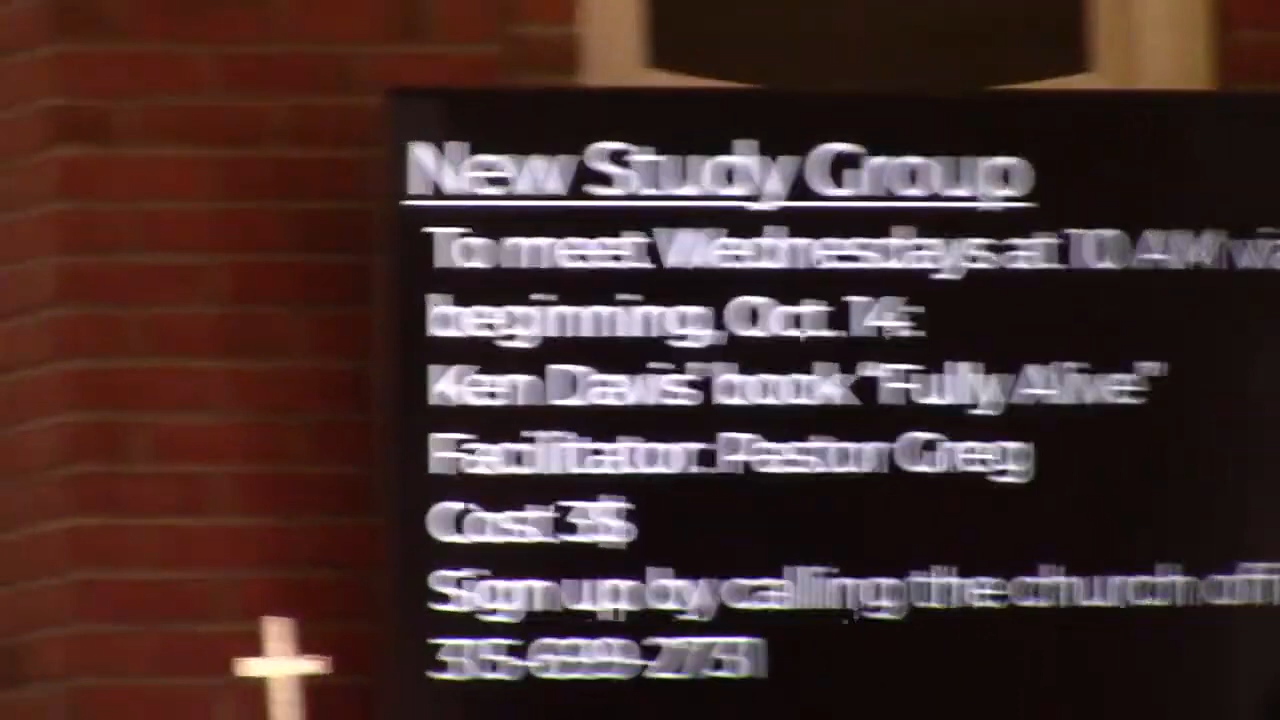 New Study Group
To meet Wednesdays at 10 AM
beginning, Oct. 14:
Ken Davis' book "Fully Alive"
Facilitator: Pastor Greg
Cost
Sign up by calling the church